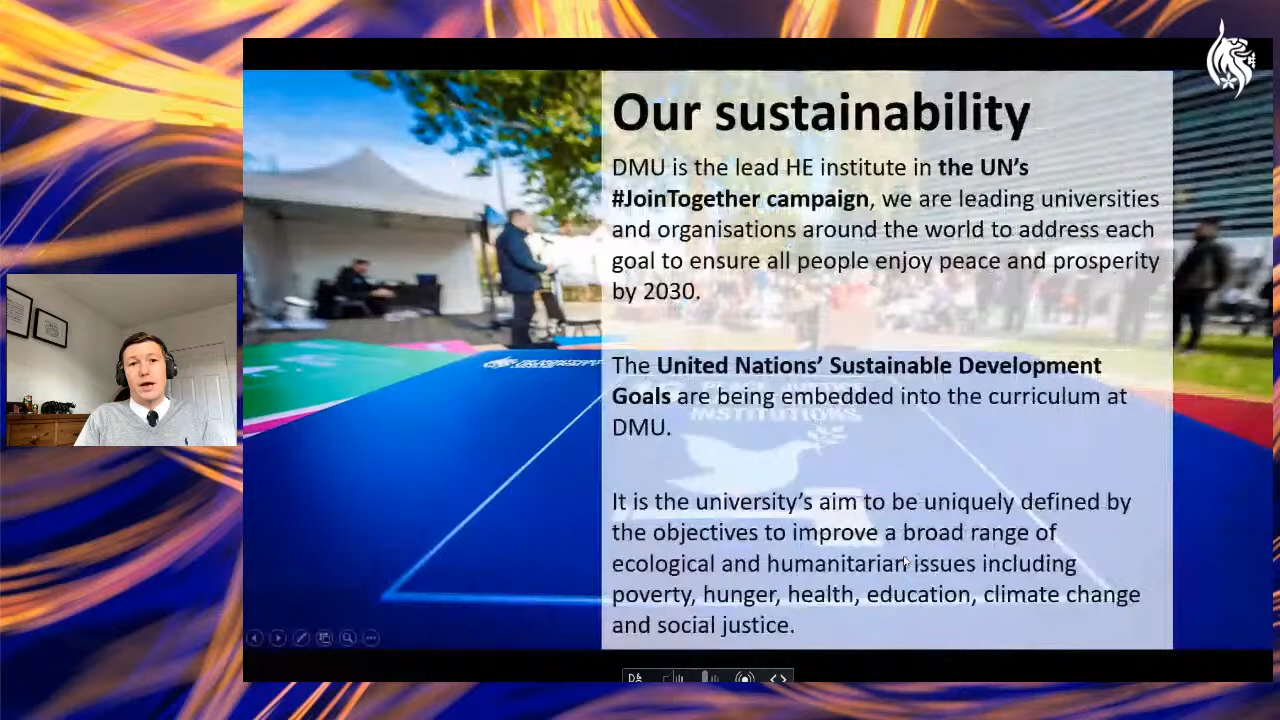 Our sustainability
DMU is the lead HE institute in the UN's
#JoinTogether campaign, we are leading universities
and organisations around the world to address each
goal to ensure all people enjoy peace and prosperity
by 2030.
The United Nations' Sustainable Development
Goals are being embedded into the curriculum at
DMU.
It is the university's aim to be uniquely defined by
the objectives to improve a broad range of
ecological and humanitarian issues including
poverty, hunger, health, education, climate change
and social justice.
INSTITUTIONS